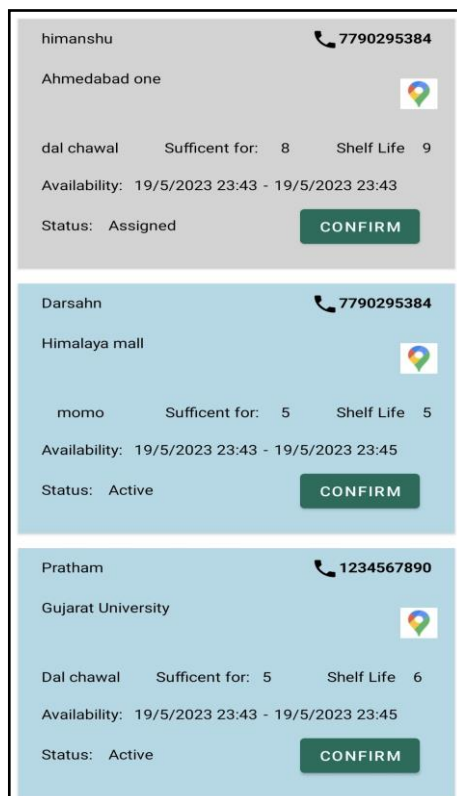 himanshu 7790295384
Ahmedabad one
dal chawal Sufficent for: 8 Shelf Life 9
Availability: 19/5/2023 23:43 - 19/5/2023 23:43
Status: Assigned CONFIRM
Darsahn 7790295384
Himalaya mall
momo Sufficent for: 5 Shelf Life 5
Availability: 19/5/2023 23:43 - 19/5/2023 23:45
Status: Active CONFIRM
Pratham 1234567890
Gujarat University
Dal chawal Sufficent for: 5 Shelf Life 6
Availability: 19/5/2023 23:43 - 19/5/2023 23:45
Status: Active CONFIRM